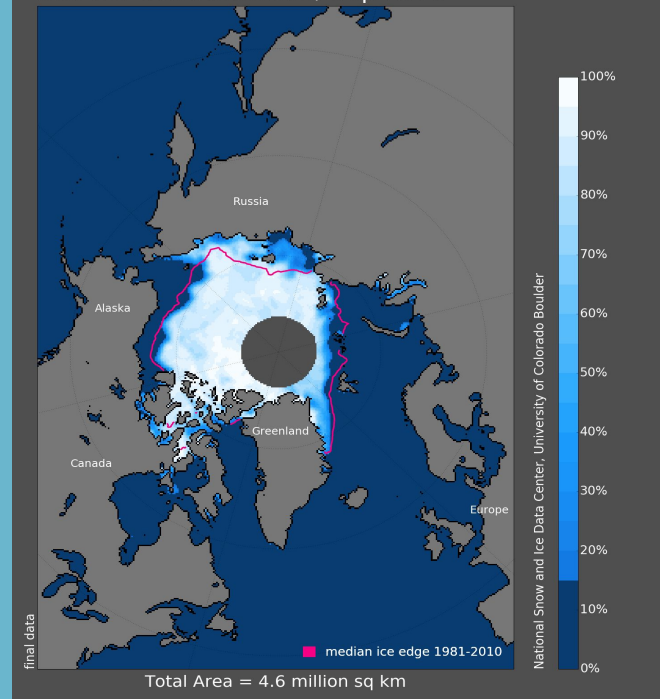 Russia
Alaska
Greenland
Canada
Europe
final data
median ice edge 1981-2010
Total Area = 4.6 million sq km
National Snow and Ice Data Center, University of Colorado Boulder
100%
90%
80%
70%
60%
50%
40%
30%
20%
10%
0%